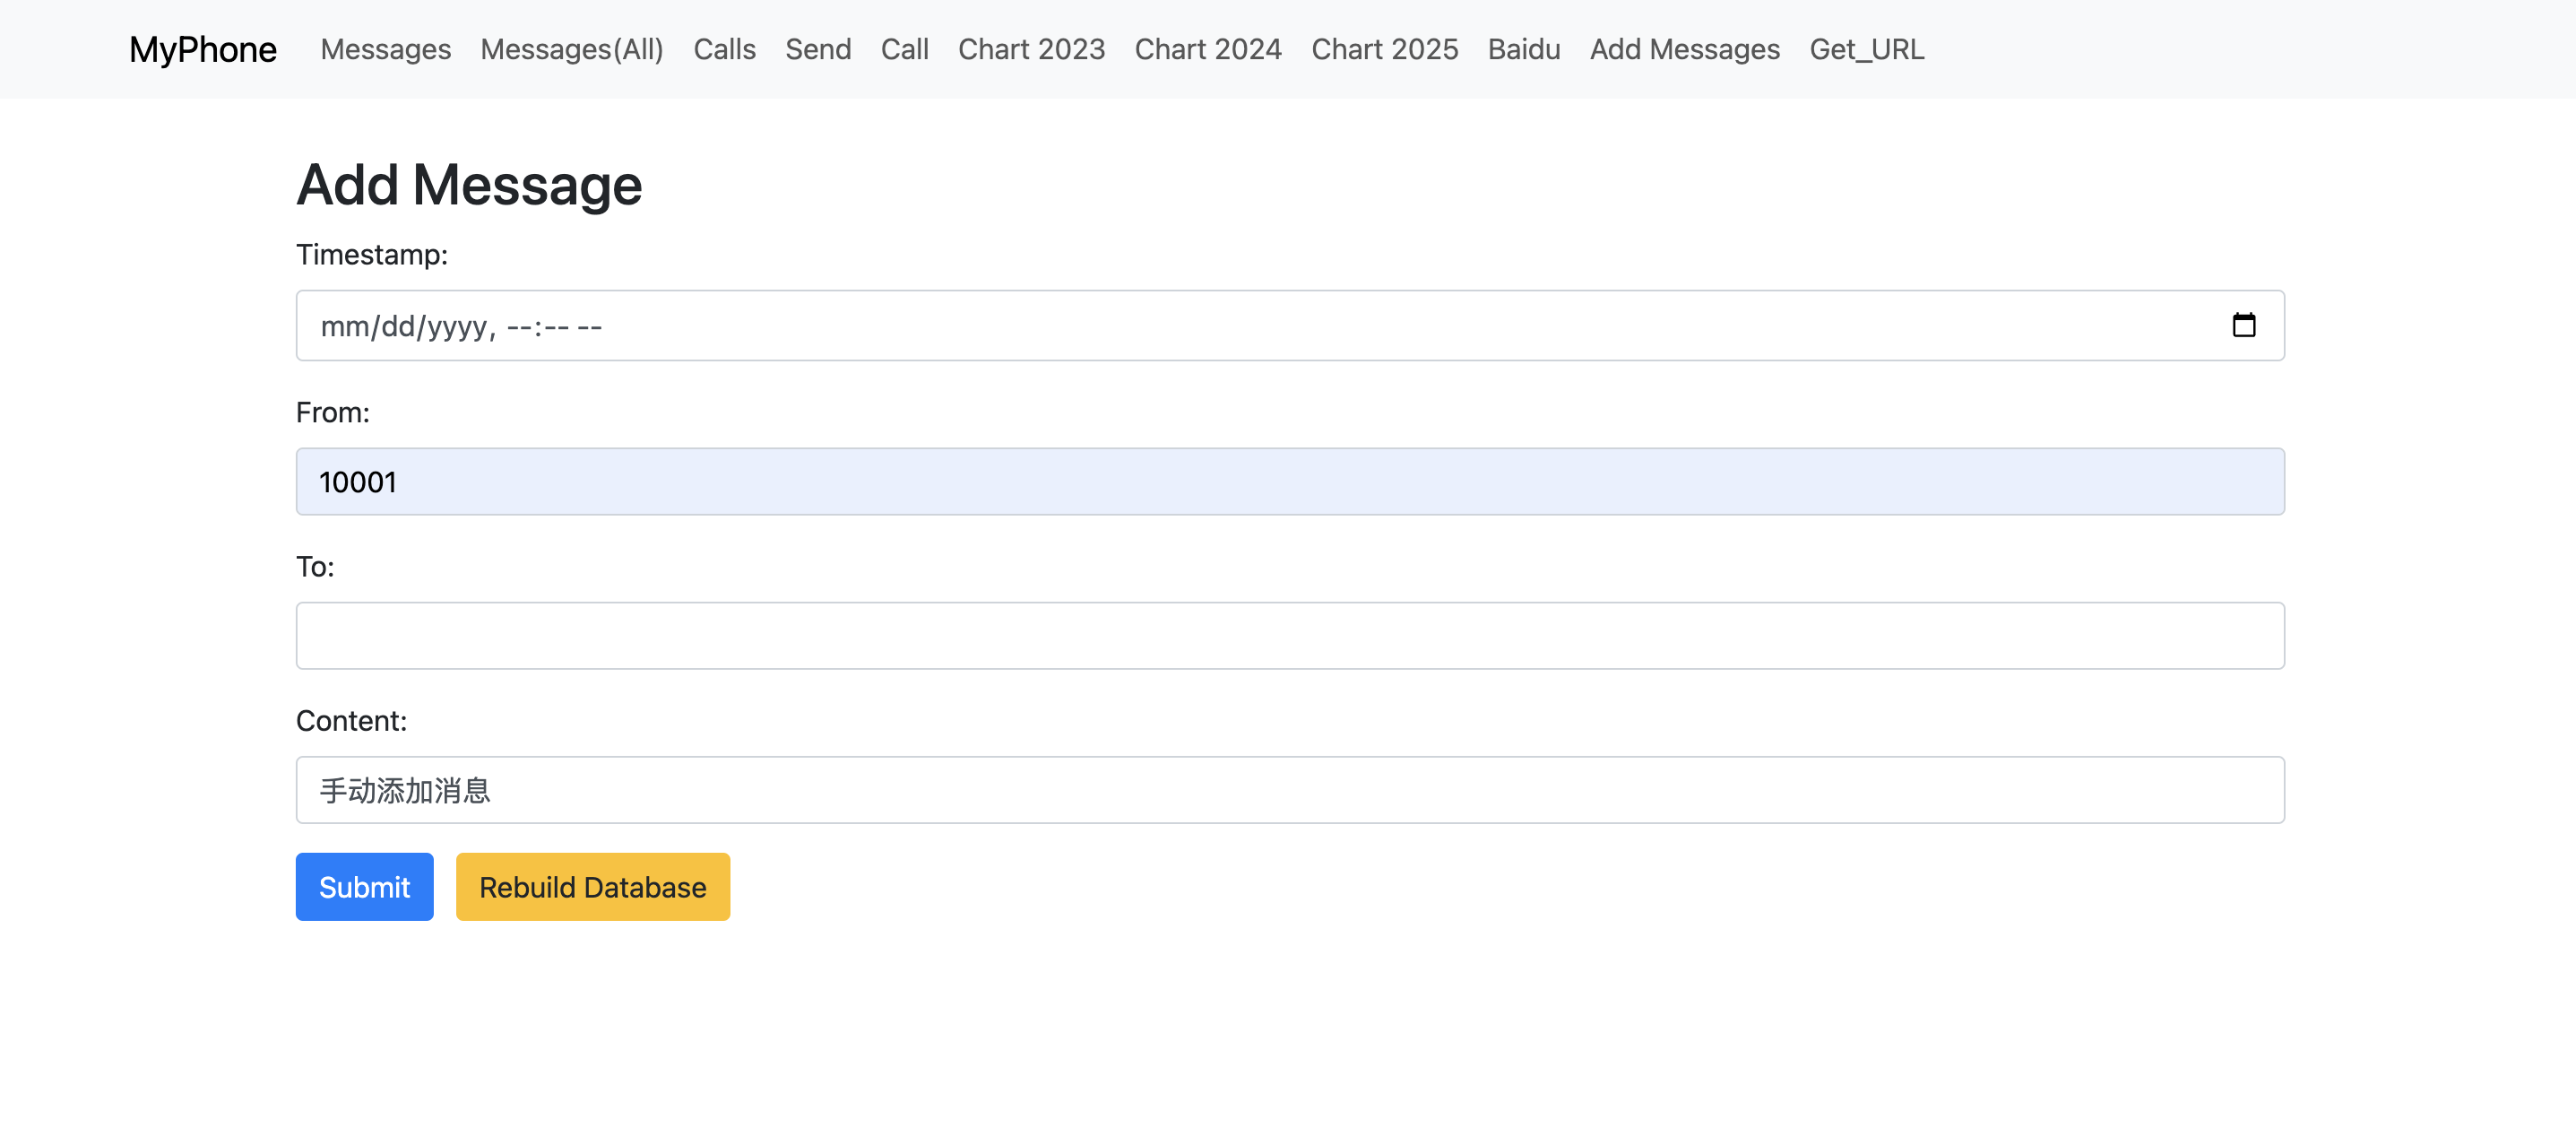 MyPhone Messages Messages(All) Calls Send Call Chart 2023 Chart 2024 Chart 2025 Baidu Add Messages Get_URL
Add Message
Timestamp:
mm/dd/yyyy, --:-- --
From:
10001
To:
Content:
手动添加消息
Submit Rebuild Database